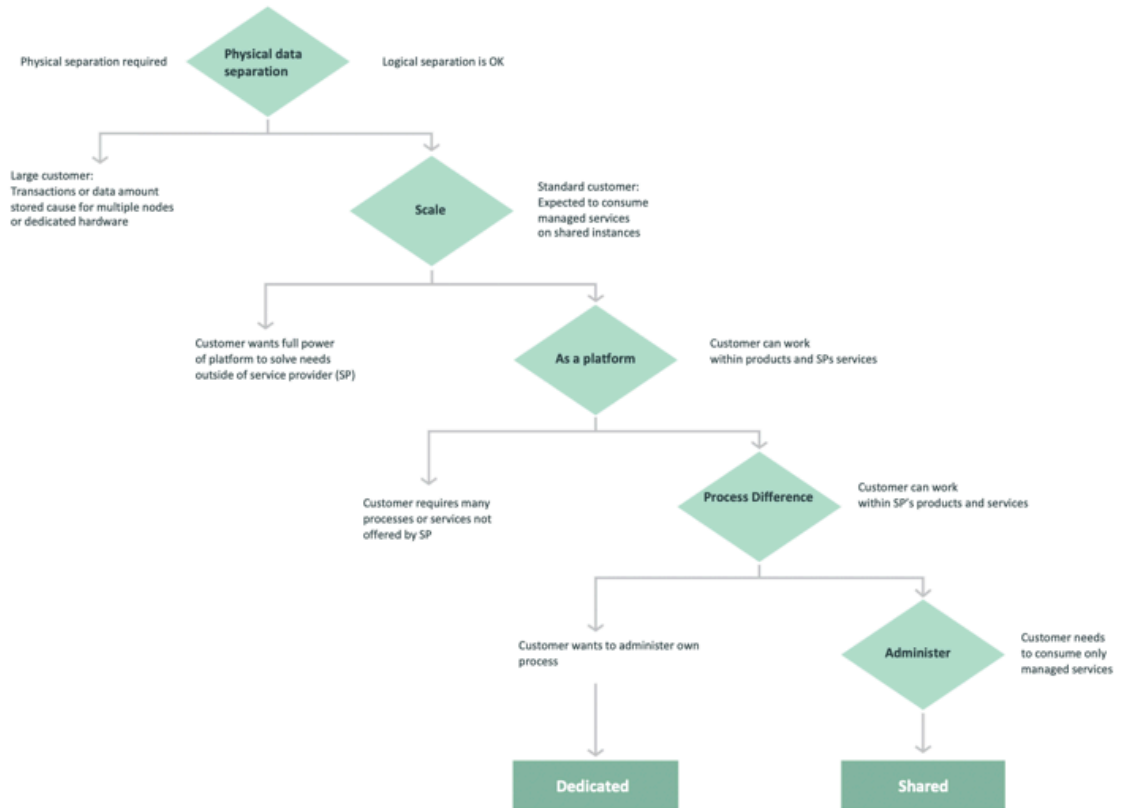 Physical separation required
Physical data
separation
Logical separation is OK
Large customer:
Transactions or data amount
stored cause for multiple nodes
or dedicated hardware
Scale
Standard customer:
Expected to consume
managed services
on shared instances
Customer wants full power
of platform to solve needs
outside of service provider (SP)
As a platform
Customer can work
within products and SPs services
Customer requires many
processes or services not
offered by SP
Process Difference
Customer can work
within SP's products and services
Customer wants to administer own
process
Administer
Customer needs
to consume only
managed services
Dedicated
Shared